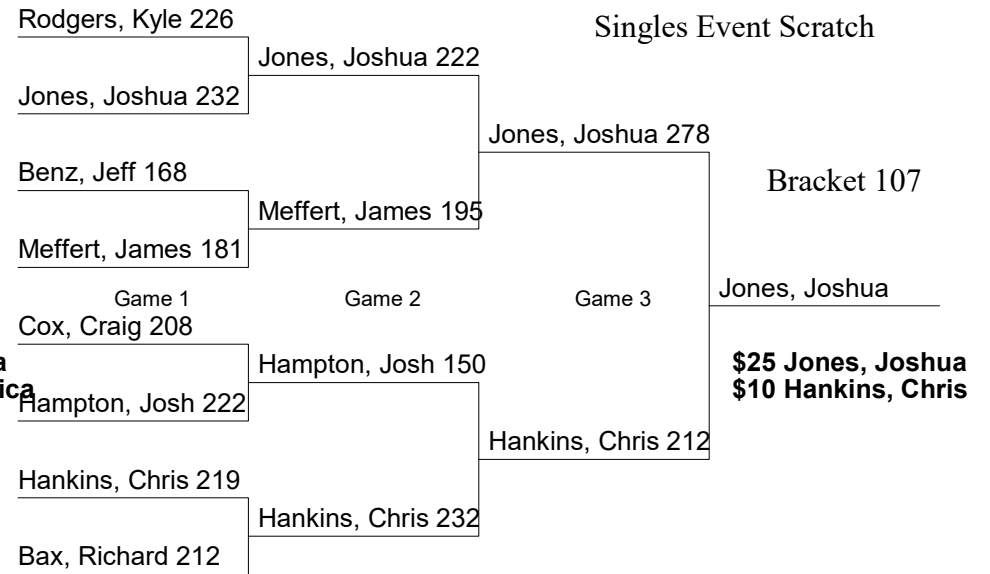 Rodgers, Kyle 226
Singles Event Scratch
Jones, Joshua 222
Jones, Joshua 232
Jones, Joshua 278
Benz, Jeff 168
Bracket 107
Meffert, James 195
Meffert, James 181
Game 1
Game 2
Game 3
Jones, Joshua
Cox, Craig 208
Hampton, Josh 150
$25 Jones, Joshua
$10 Hankins, Chris
Hampton, Josh 222
Hankins, Chris 212
Hankins, Chris 219
Hankins, Chris 232
Bax, Richard 212